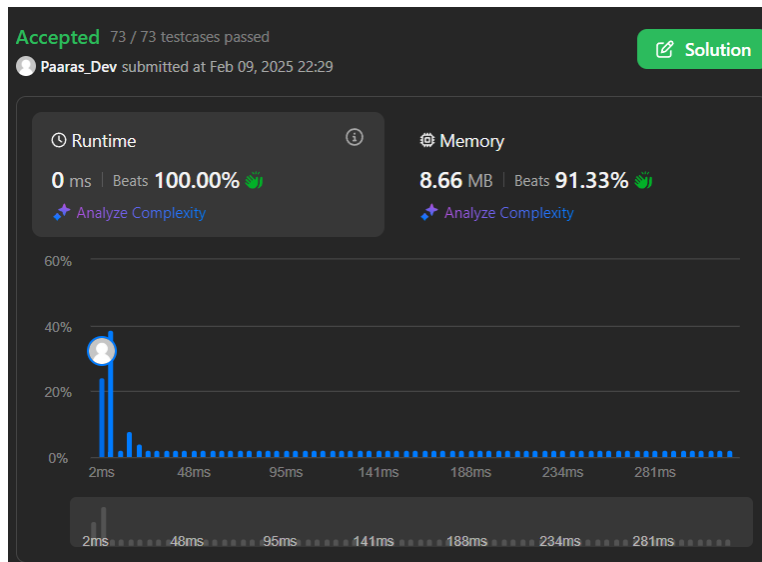 Accepted 73 / 73 testcases passed
Solution
Paaras_Dev submitted at Feb 09, 2025 22:29
Runtime
0 ms | Beats 100.00%
Analyze Complexity
Memory
8.66 MB | Beats 91.33%
Analyze Complexity
60%
40%
20%
0%
2ms 48ms 95ms 141ms 188ms 234ms 281ms
2ms 48ms 95ms 141ms 188ms 234ms 281ms